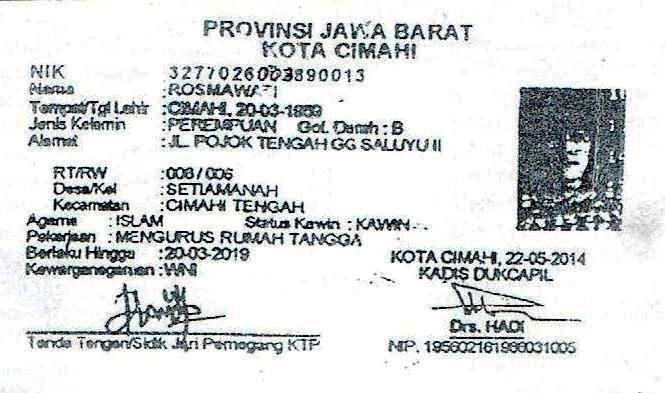 PROVINSI JAWA BARAT
KOTA CIMAHI
NIK 3277026003890013
Nama :ROSMAWATI
Tempat/Tgl Lahir :CIMAHI, 20-03-1989
Jenis Kelamin :PEREMPUAN Gol. Darah : B
Alamat :JL. POJOK TENGAH GG SALUYU II
RT/RW :008 / 006
Desa/Kel :SETIAMANAH
Kecamatan :CIMAHI TENGAH
Agama :ISLAM Status Kawin : KAWIN
Pekerjaan :MENGURUS RUMAH TANGGA
Berlaku Hingga :20-03-2019
Kewarganegaraan :WNI
KOTA CIMAHI, 22-05-2014
KADIS DUKCAPIL
Drs. HADI
Tanda Tangan/Sidik Jari Pemegang KTP
NIP.